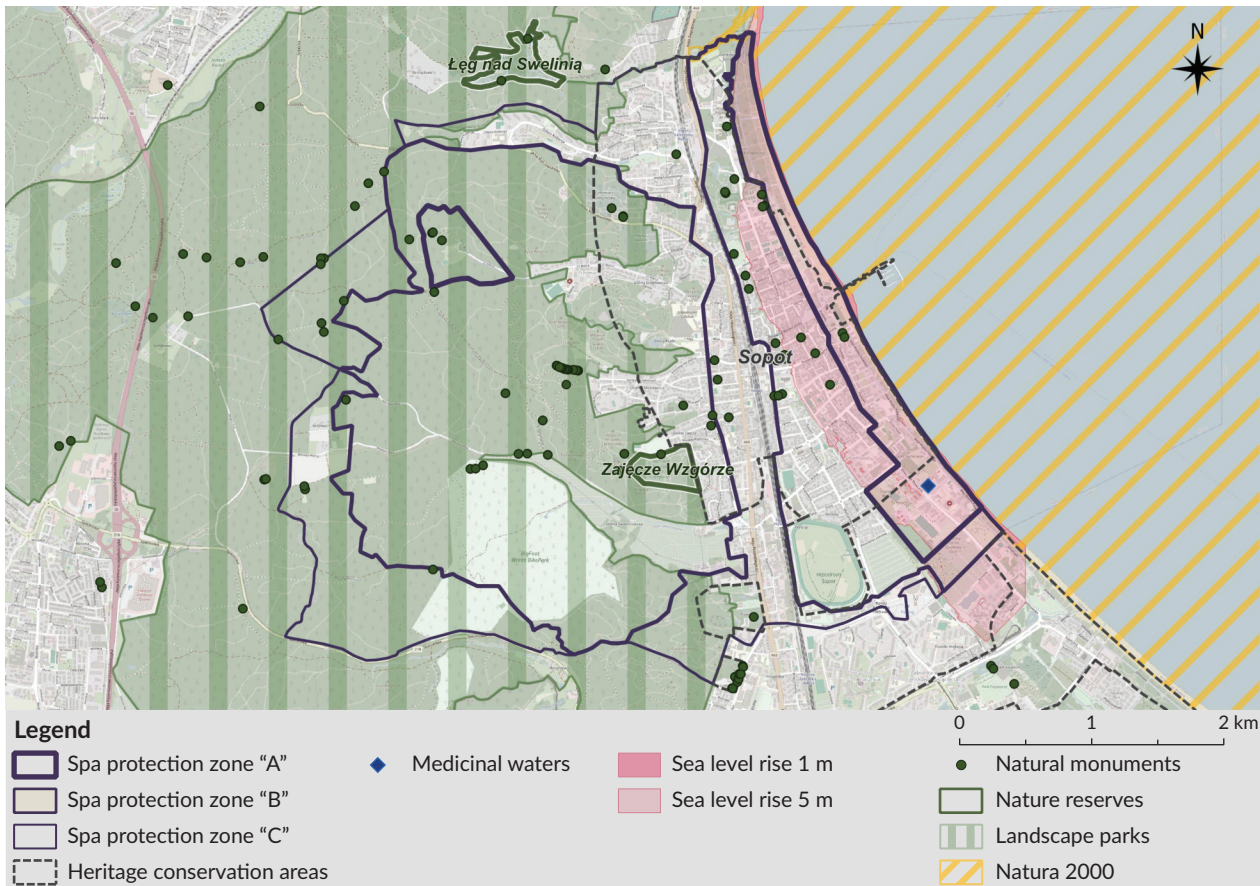 N
Łęg nad Swelinią
Sopot
Zajęcze Wzgórze
Hipodrom
Sopot
Legend
0 1 2 km
Spa protection zone “A”
Medicinal waters
Sea level rise 1 m
Natural monuments
Spa protection zone “B”
Sea level rise 5 m
Nature reserves
Spa protection zone “C”
Landscape parks
Heritage conservation areas
Natura 2000